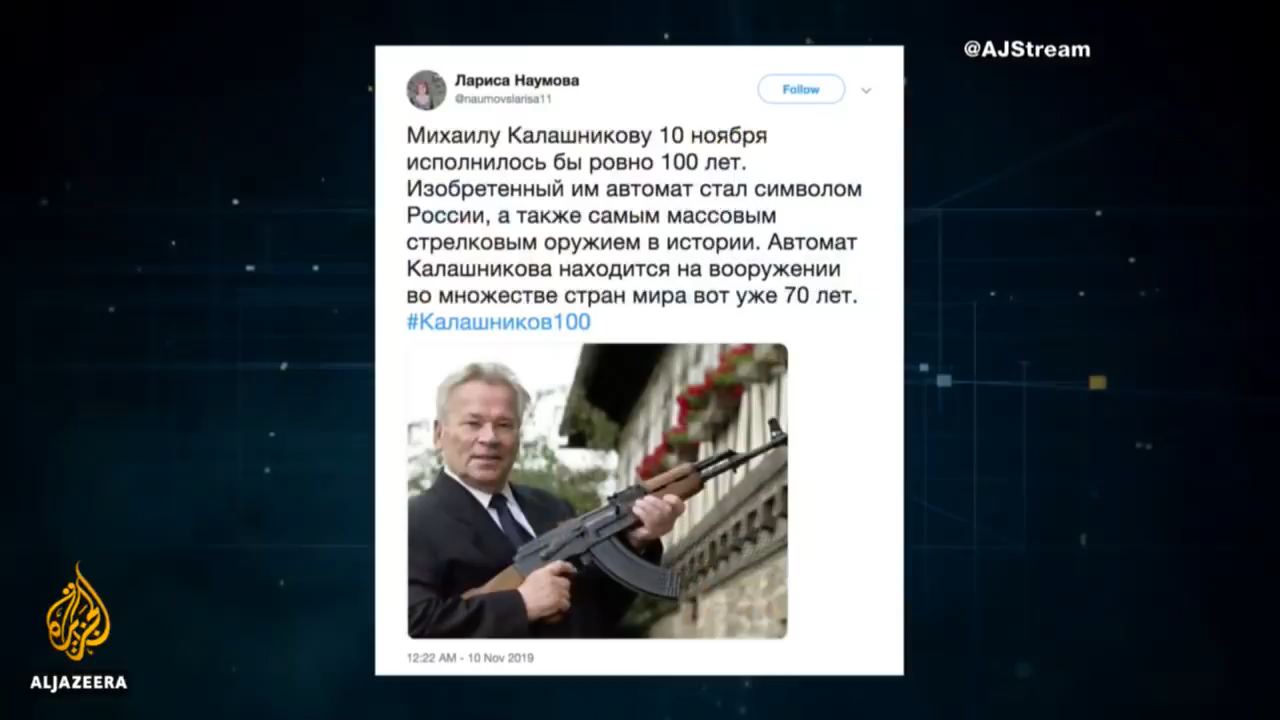 @AJStream
Лариса Наумова
@naumovslarisa11
Follow
Михаилу Калашникову 10 ноября
исполнилось бы ровно 100 лет.
Изобретенный им автомат стал символом
России, а также самым массовым
стрелковым оружием в истории. Автомат
Калашникова находится на вооружении
во множестве стран мира вот уже 70 лет.
#Калашников100
12:22 AM - 10 Nov 2019
الجزيرة
ALJAZEERA